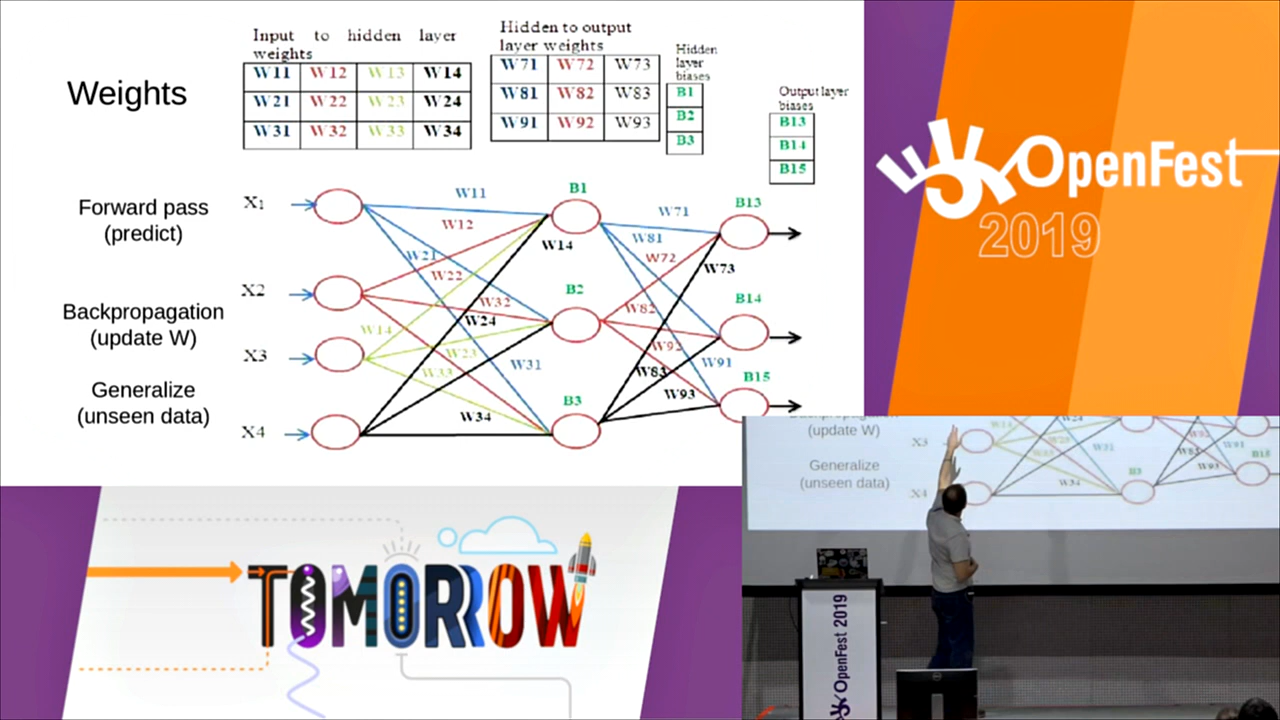 Weights
Input to hidden layer
weights
W11 W12 W13 W14
W21 W22 W23 W24
W31 W32 W33 W34
Hidden to output
layer weights
W71 W72 W73
W81 W82 W83
W91 W92 W93
Hidden
layer
biases
B1
B2
B3
Output layer
biases
B13
B14
B15
Forward pass
(predict)
Backpropagation
(update W)
Generalize
(unseen data)
X1
X2
X3
X4
W11
W12
W14
W21
W22
W32
W24
W14
W23
W33
W31
W34
B1
B2
B3
W71
W81
W72
W73
W82
W92
W91
W83
W93
B13
B14
B15
OpenFest
2019
TOMORROW
(update W)
Generalize
(unseen data)
X3
X4
W31
W34
B3
W93
W91
B15
OpenFest 2019